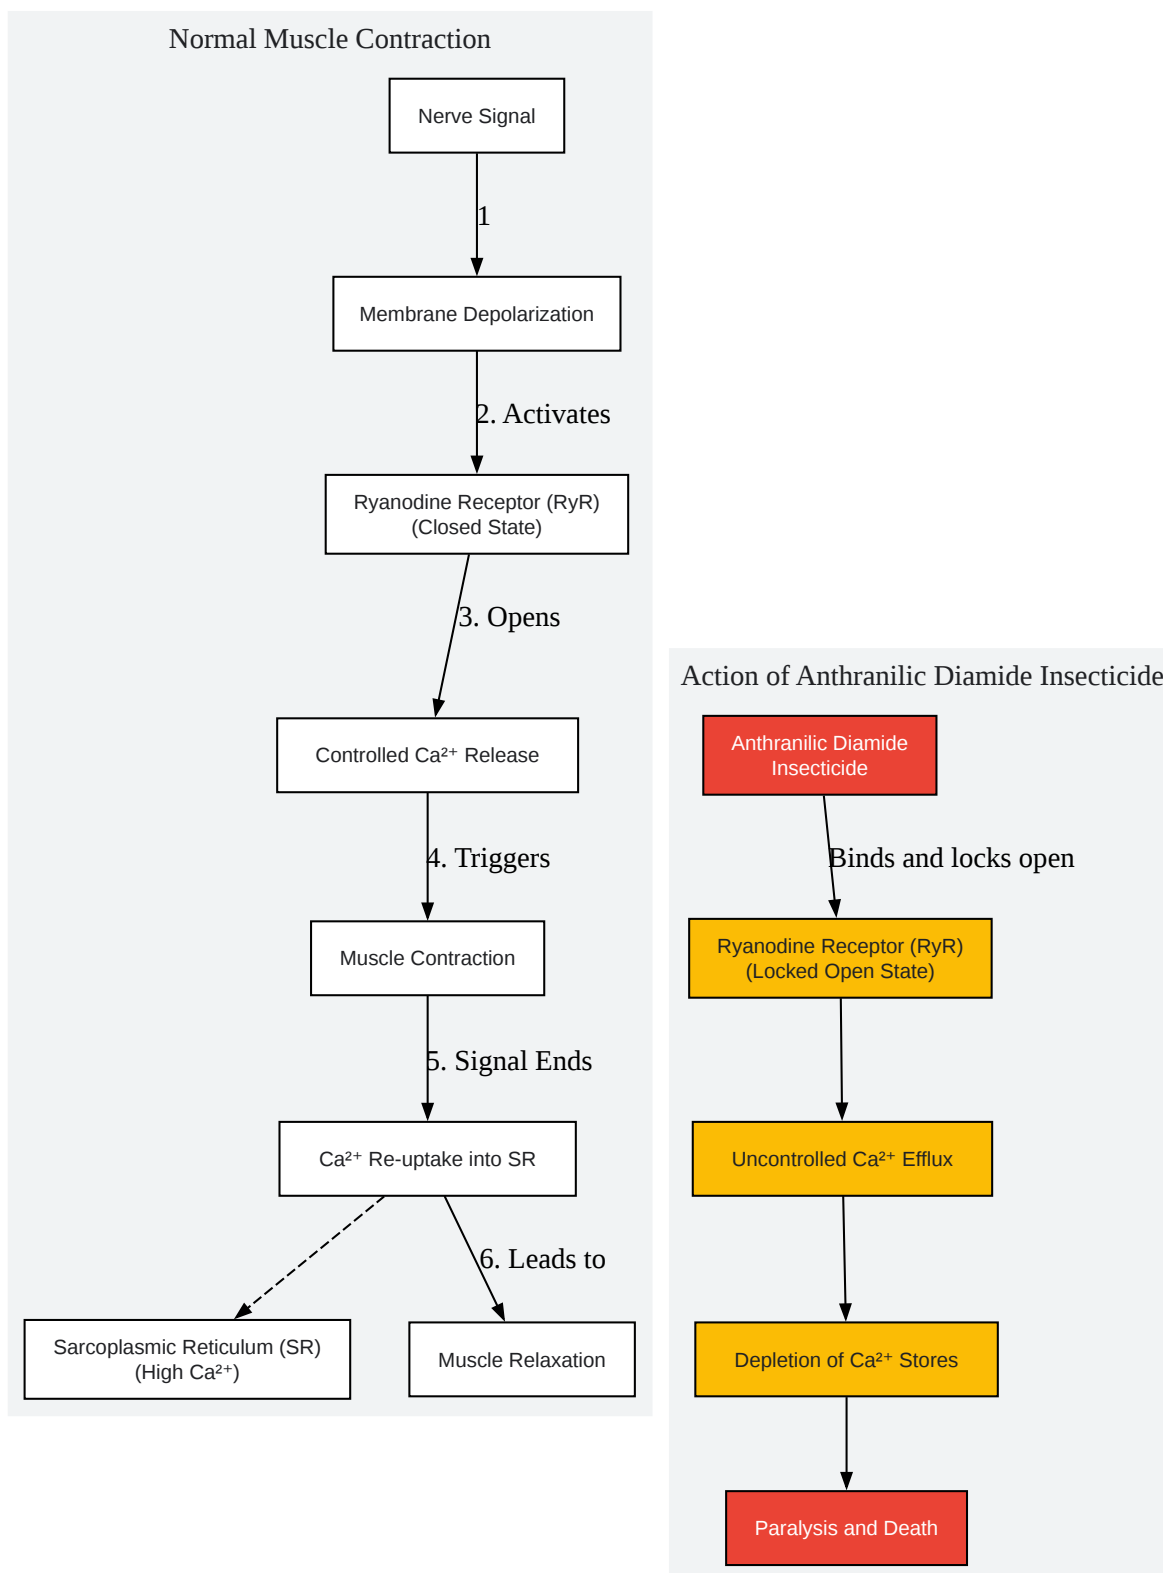 Normal Muscle Contraction
Nerve Signal
1
Membrane Depolarization
2. Activates
Ryanodine Receptor (RyR)
(Closed State)
3. Opens
Controlled Ca²⁺ Release
4. Triggers
Muscle Contraction
5. Signal Ends
Ca²⁺ Re-uptake into SR
6. Leads to
Sarcoplasmic Reticulum (SR)
(High Ca²⁺)
Muscle Relaxation
Action of Anthranilic Diamide Insecticide
Anthranilic Diamide
Insecticide
Binds and locks open
Ryanodine Receptor (RyR)
(Locked Open State)
Uncontrolled Ca²⁺ Efflux
Depletion of Ca²⁺ Stores
Paralysis and Death